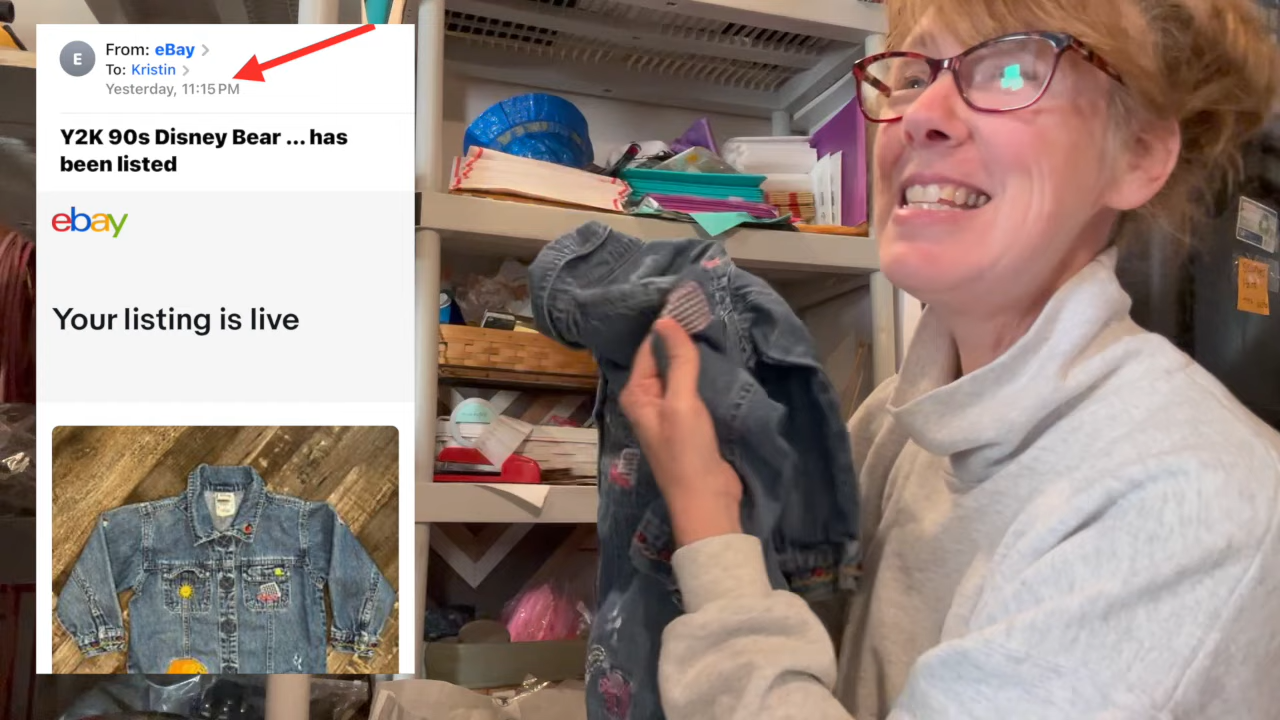 E
From: eBay
To: Kristin
Yesterday, 11:15 PM
Y2K 90s Disney Bear ... has
been listed
ebay
Your listing is live